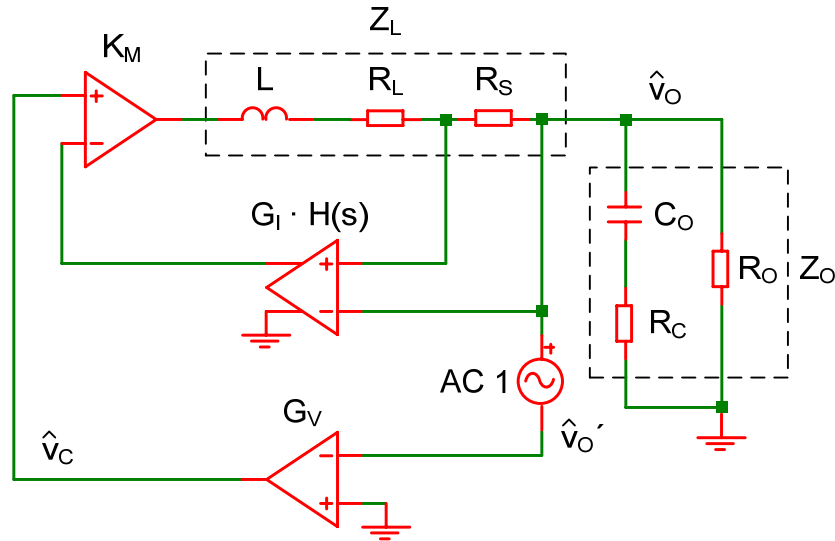 Z_L
K_M
L
R_L
R_S
v̂_O
+
−
G_I · H(s)
C_O
+
−
R_O
Z_O
R_C
+
AC 1
G_V
v̂_O´
v̂_C
−
+